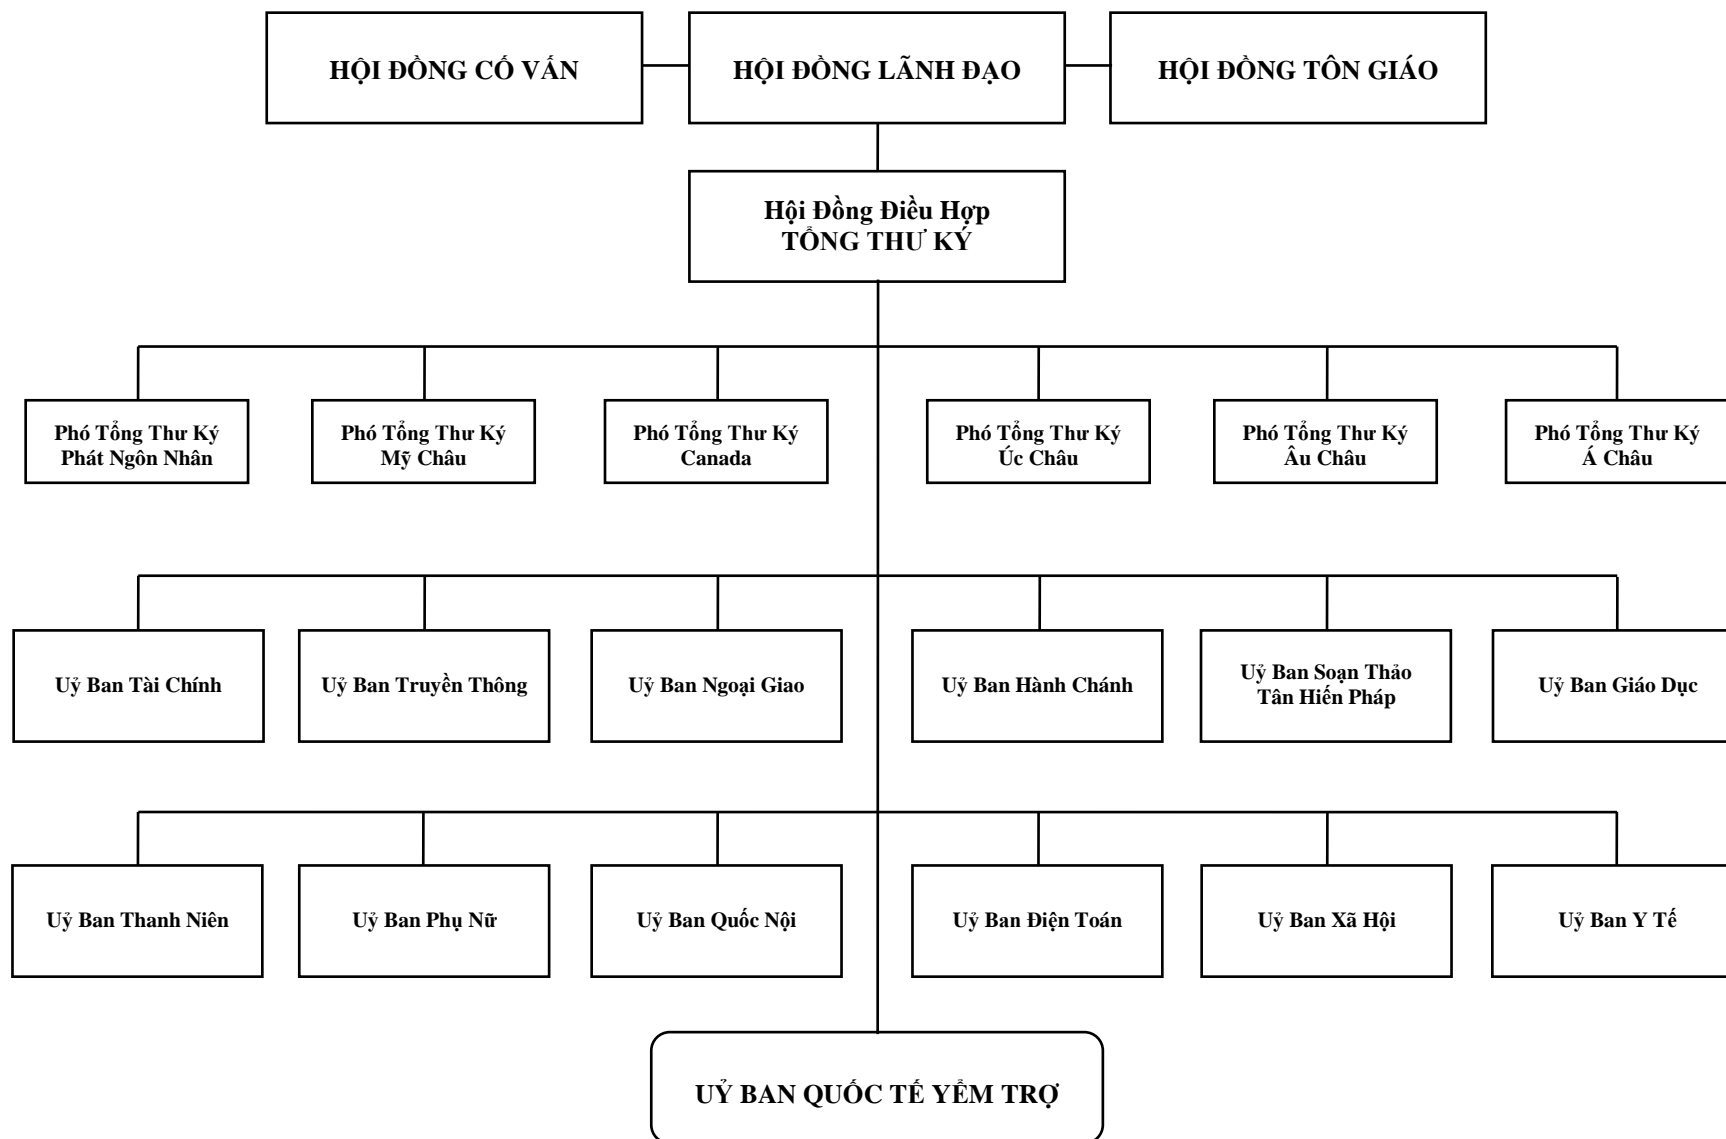 HỘI ĐỒNG CỐ VẤN
HỘI ĐỒNG LÃNH ĐẠO
HỘI ĐỒNG TÔN GIÁO
Hội Đồng Điều Hợp
TỔNG THƯ KÝ
Phó Tổng Thư Ký
Phát Ngôn Nhân
Phó Tổng Thư Ký
Mỹ Châu
Phó Tổng Thư Ký
Canada
Phó Tổng Thư Ký
Úc Châu
Phó Tổng Thư Ký
Âu Châu
Phó Tổng Thư Ký
Á Châu
Uỷ Ban Tài Chính
Uỷ Ban Truyền Thông
Uỷ Ban Ngoại Giao
Uỷ Ban Hành Chánh
Uỷ Ban Soạn Thảo
Tân Hiến Pháp
Uỷ Ban Giáo Dục
Uỷ Ban Thanh Niên
Uỷ Ban Phụ Nữ
Uỷ Ban Quốc Nội
Uỷ Ban Điện Toán
Uỷ Ban Xã Hội
Uỷ Ban Y Tế
UỶ BAN QUỐC TẾ YỂM TRỢ